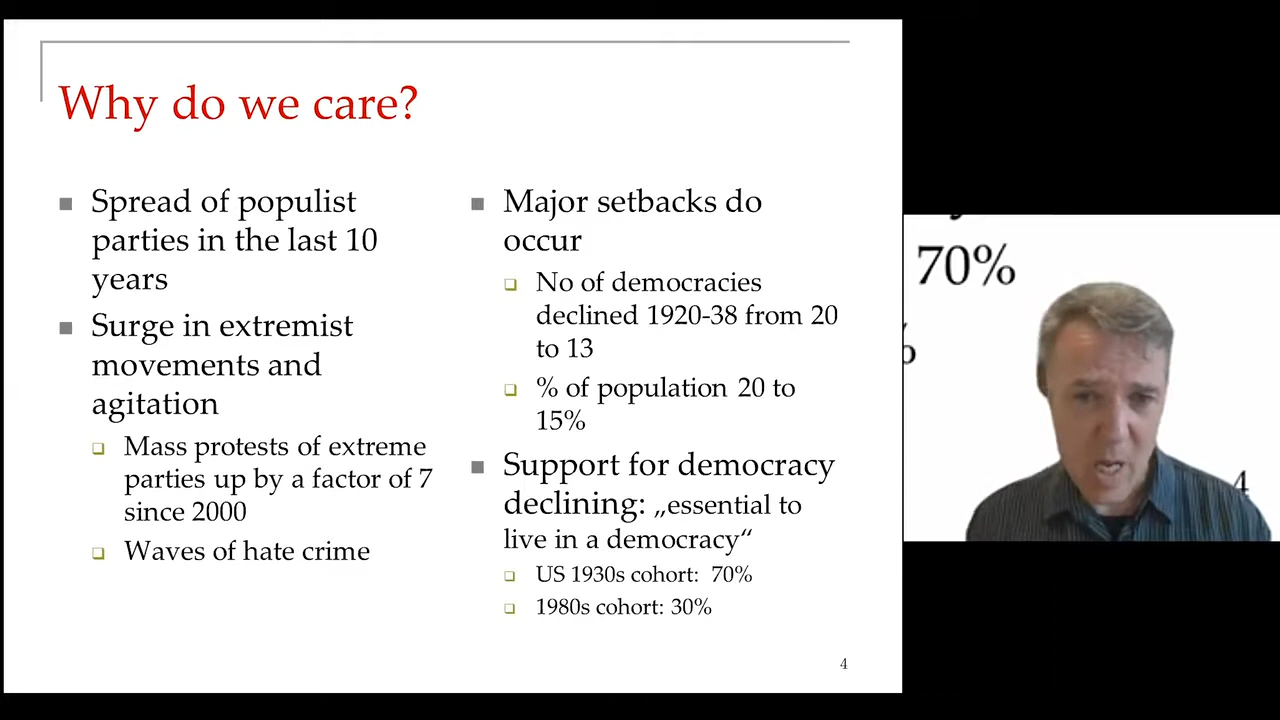 Why do we care?
■ Spread of populist
parties in the last 10
years
■ Surge in extremist
movements and
agitation
❑ Mass protests of extreme
parties up by a factor of 7
since 2000
❑ Waves of hate crime
■ Major setbacks do
occur
❑ No of democracies
declined 1920-38 from 20
to 13
❑ % of population 20 to
15%
■ Support for democracy
declining: „essential to
live in a democracy“
❑ US 1930s cohort: 70%
❑ 1980s cohort: 30%
4
70%
%
4